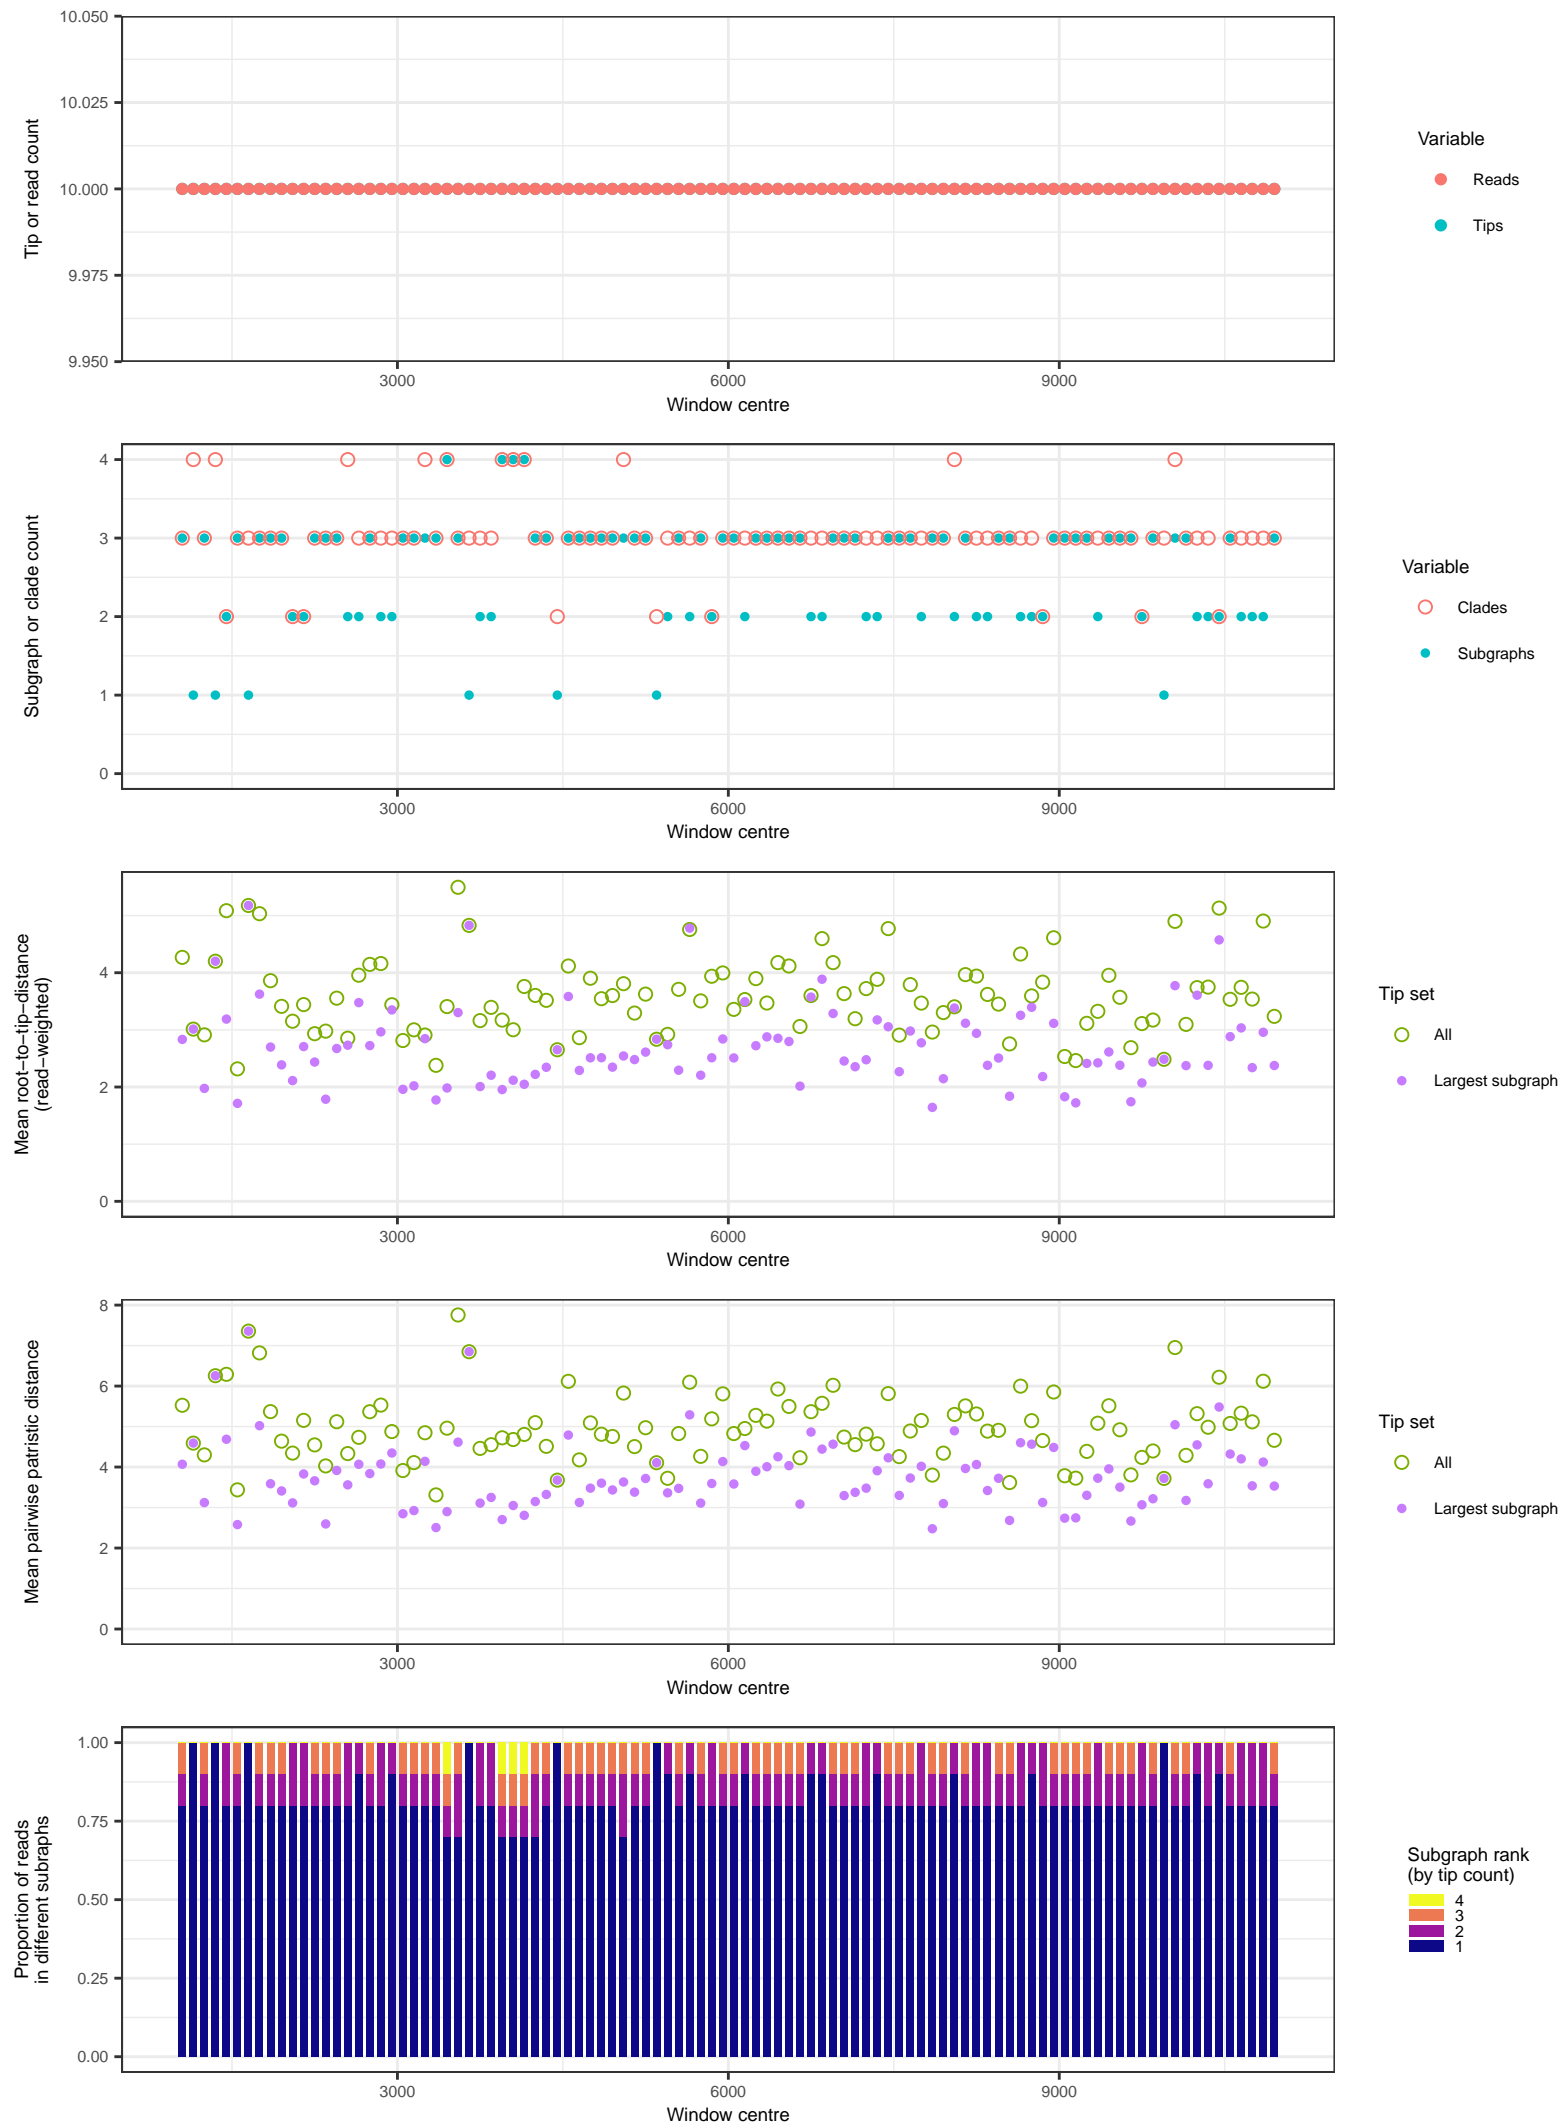 10.050
10.025
10.000
9.975
9.950
Tip or read count
3000
6000
9000
Window centre
Variable
Reads
Tips
4
3
2
1
0
Subgraph or clade count
3000
6000
9000
Window centre
Variable
Clades
Subgraphs
4
2
0
Mean root−to−tip−distance
(read−weighted)
3000
6000
9000
Window centre
Tip set
All
Largest subgraph
8
6
4
2
0
Mean pairwise patristic distance
3000
6000
9000
Window centre
Tip set
All
Largest subgraph
1.00
0.75
0.50
0.25
0.00
Proportion of reads
in different subraphs
3000
6000
9000
Window centre
Subgraph rank
(by tip count)
4
3
2
1